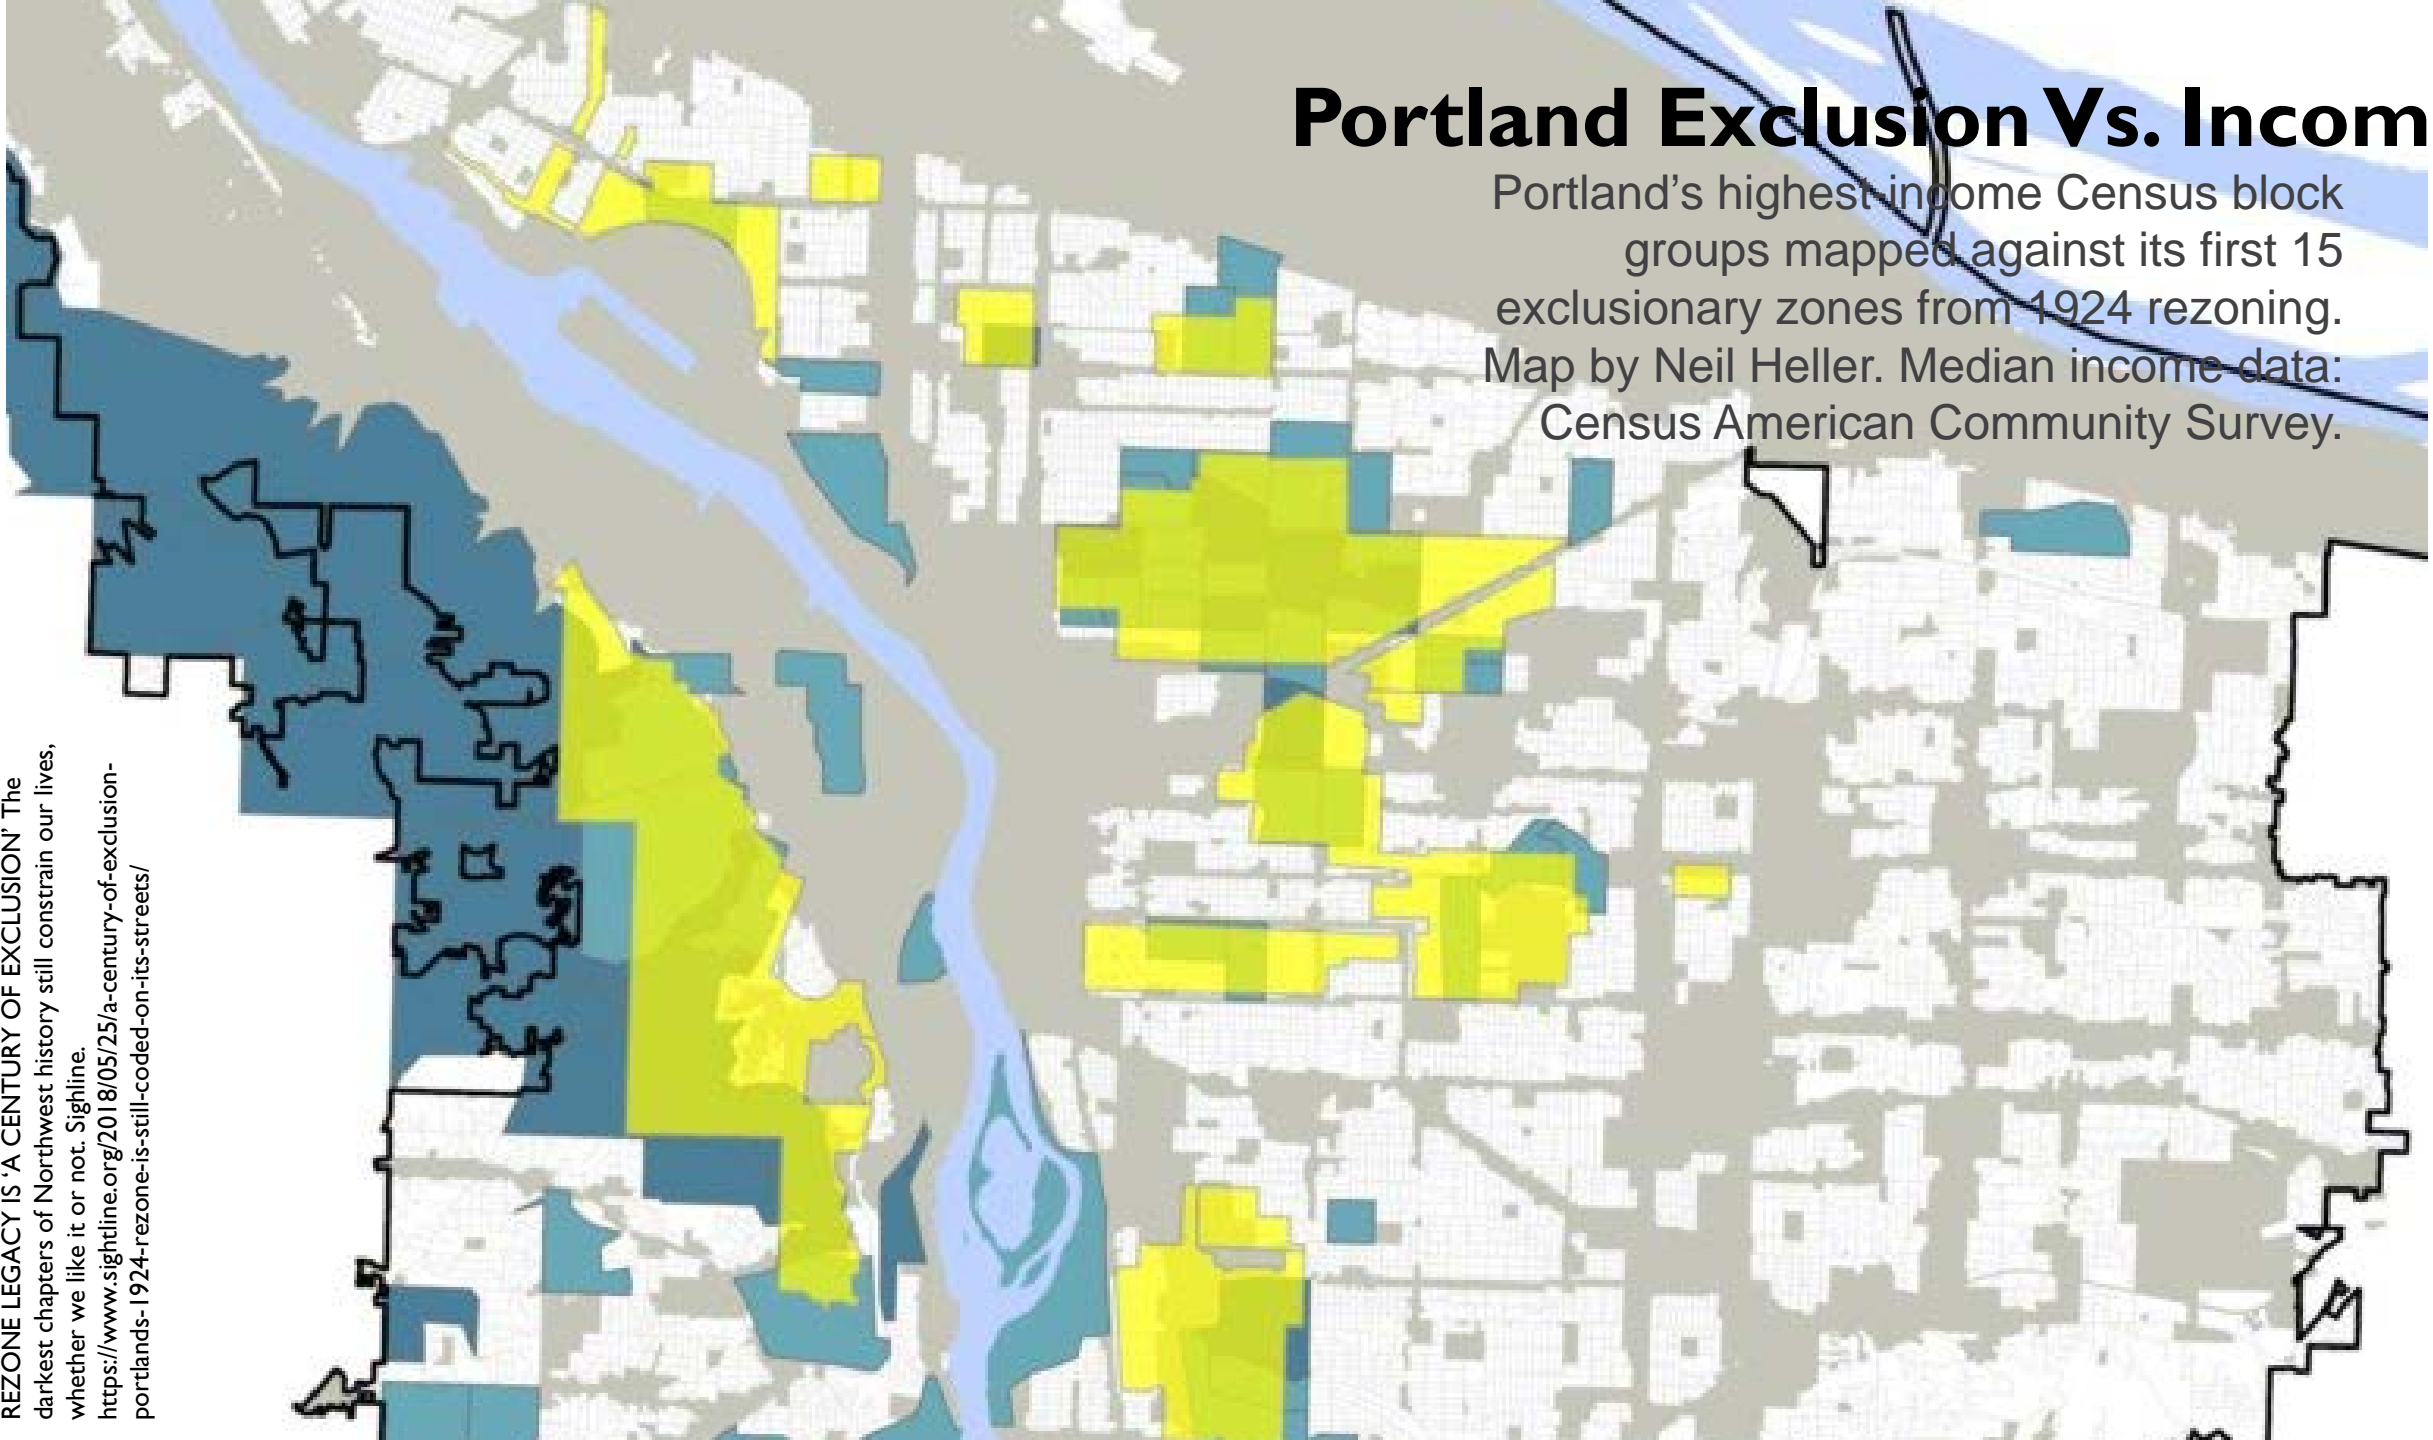 Portland Exclusion Vs. Incom
Portland's highest-income Census block
groups mapped against its first 15
exclusionary zones from 1924 rezoning.
Map by Neil Heller. Median income data:
Census American Community Survey.
REZONE LEGACY IS 'A CENTURY OF EXCLUSION' The
darkest chapters of Northwest history still constrain our lives,
whether we like it or not. Sighline.
https://www.sightline.org/2018/05/25/a-century-of-exclusion-
portlands-1924-rezone-is-still-coded-on-its-streets/